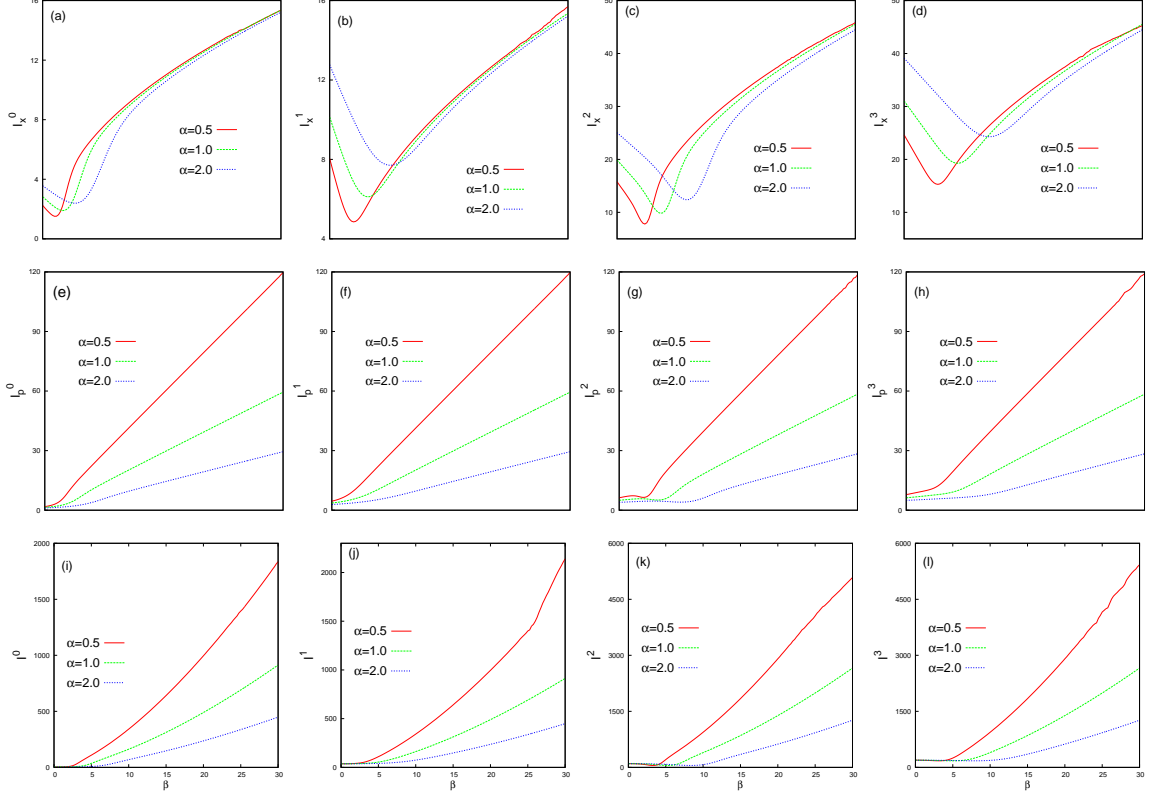 (a)
16
12
8
4
0
I_x^0
α=0.5
α=1.0
α=2.0
(b)
16
12
8
4
I_x^1
α=0.5
α=1.0
α=2.0
(c)
50
40
30
20
10
I_x^2
α=0.5
α=1.0
α=2.0
(d)
50
40
30
20
10
I_x^3
α=0.5
α=1.0
α=2.0
(e)
120
90
60
30
0
I_p^0
α=0.5
α=1.0
α=2.0
(f)
120
90
60
30
0
I_p^1
α=0.5
α=1.0
α=2.0
(g)
120
90
60
30
0
I_p^2
α=0.5
α=1.0
α=2.0
(h)
120
90
60
30
0
I_p^3
α=0.5
α=1.0
α=2.0
(i)
2000
1500
1000
500
0
I^0
α=0.5
α=1.0
α=2.0
0 5 10 15 20 25 30
β
(j)
2000
1500
1000
500
0
I^1
α=0.5
α=1.0
α=2.0
0 5 10 15 20 25 30
β
(k)
6000
4500
3000
1500
0
I^2
α=0.5
α=1.0
α=2.0
0 5 10 15 20 25 30
β
(l)
6000
4500
3000
1500
0
I^3
α=0.5
α=1.0
α=2.0
0 5 10 15 20 25 30
β